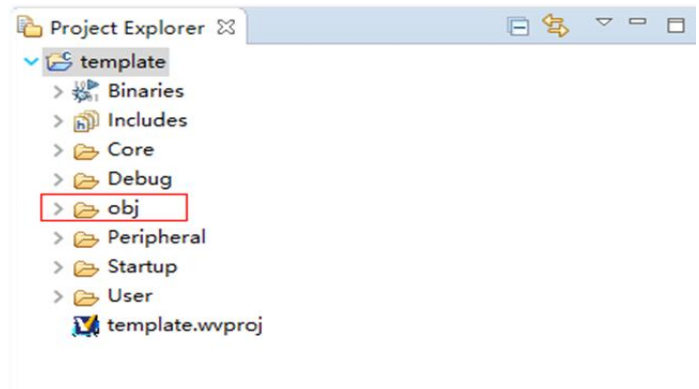 Project Explorer
template
Binaries
Includes
Core
Debug
obj
Peripheral
Startup
User
template.wvproj